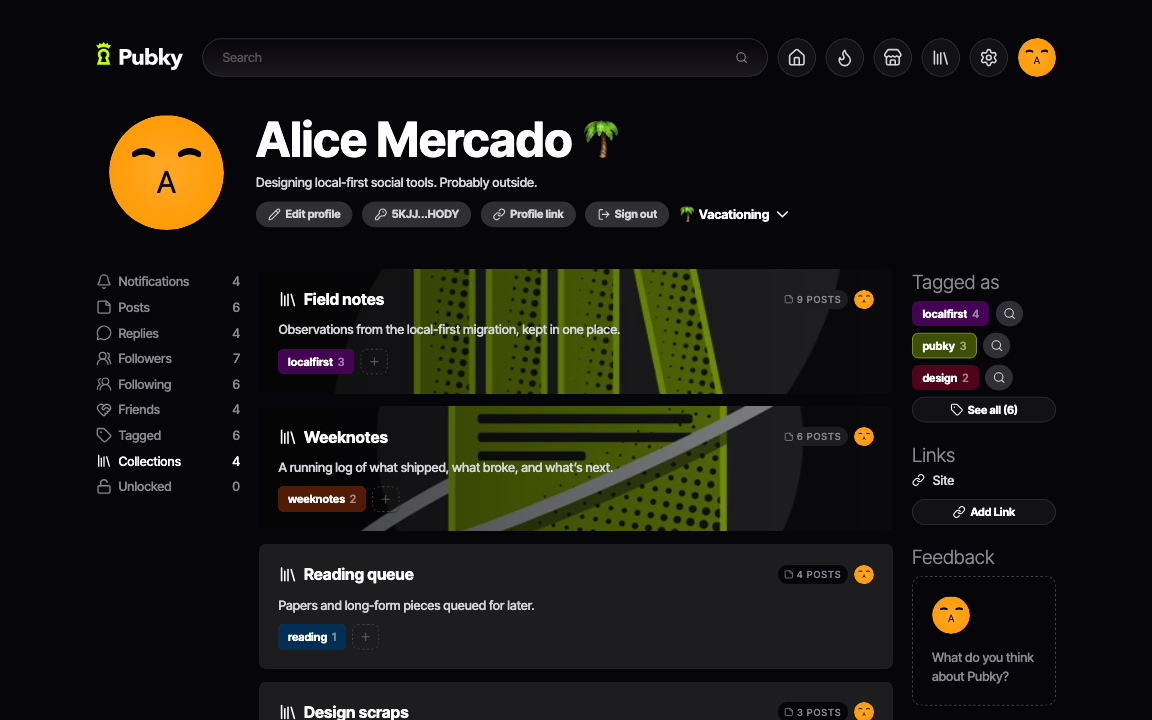 Pubky
Search
A
Alice Mercado 🌴
Designing local-first social tools. Probably outside.
Edit profile
5KJJ...HODY
Profile link
Sign out
🌴 Vacationing
A
Notifications 4
Posts 6
Replies 4
Followers 7
Following 6
Friends 4
Tagged 6
Collections 4
Unlocked 0
Field notes
9 POSTS
Observations from the local-first migration, kept in one place.
localfirst 3
+
Weeknotes
6 POSTS
A running log of what shipped, what broke, and what's next.
weeknotes 2
+
Reading queue
4 POSTS
Papers and long-form pieces queued for later.
reading 1
+
Design scraps
3 POSTS
Tagged as
localfirst 4
pubky 3
design 2
See all (6)
Links
Site
Add Link
Feedback
A
What do you think
about Pubky?